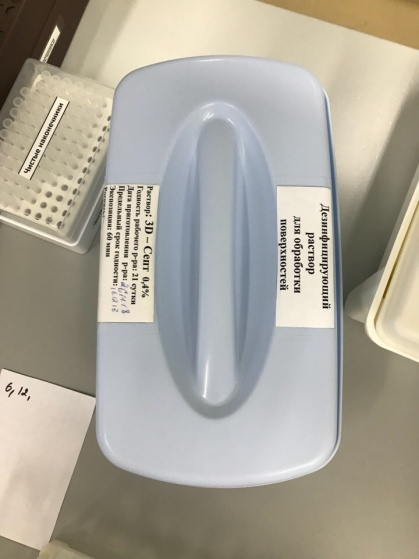 Чистые наконечники
Раствор: 3D – Септ 0,4%
Годность рабочего р-ра: 21 сутки
Дата приготовления р-ра:
Предельный срок годности:
Экспозиция: 60 мин
Дезинфицирующий
раствор
для обработки
поверхностей
6, 12,